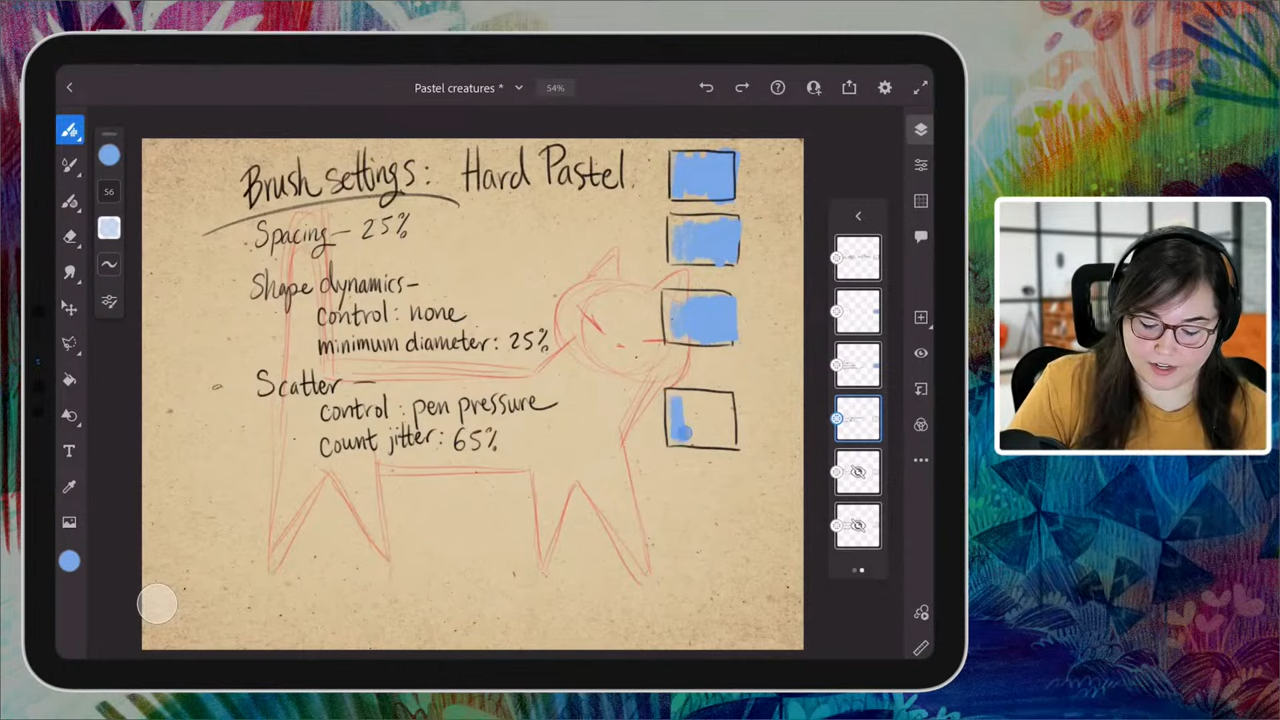 Pastel creatures *
54%
56
T
Brush settings: Hard Pastel.
Spacing - 25%
Shape dynamics-
control: none
minimum diameter: 25%
Scatter —
control: pen pressure
count jitter: 65%